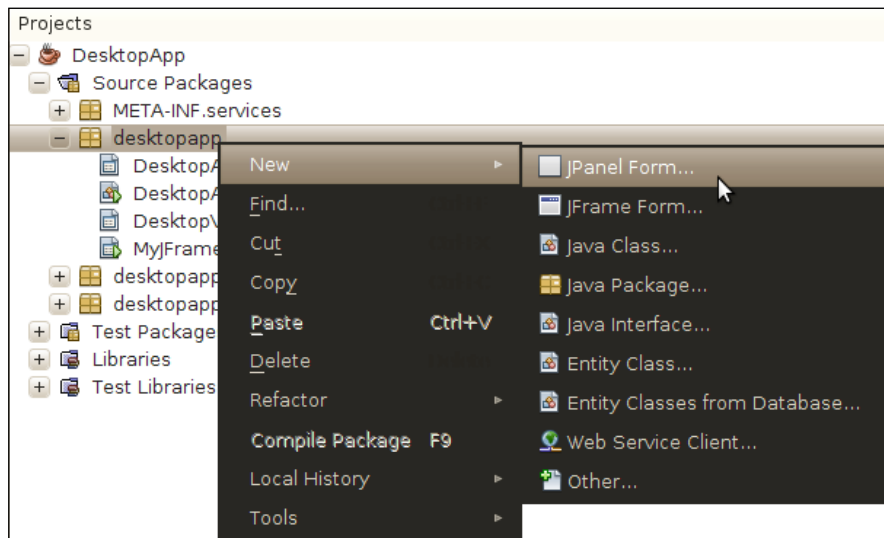 Projects
DesktopApp
Source Packages
META-INF.services
desktopapp
DesktopA
DesktopA
Desktop
MyJFrame
desktopapp
desktopapp
Test Package
Libraries
Test Libraries
New
Find...
Cut
Copy
Paste Ctrl+V
Delete
Refactor
Compile Package F9
Local History
Tools
JPanel Form...
JFrame Form...
Java Class...
Java Package...
Java Interface...
Entity Class...
Entity Classes from Database...
Web Service Client...
Other...